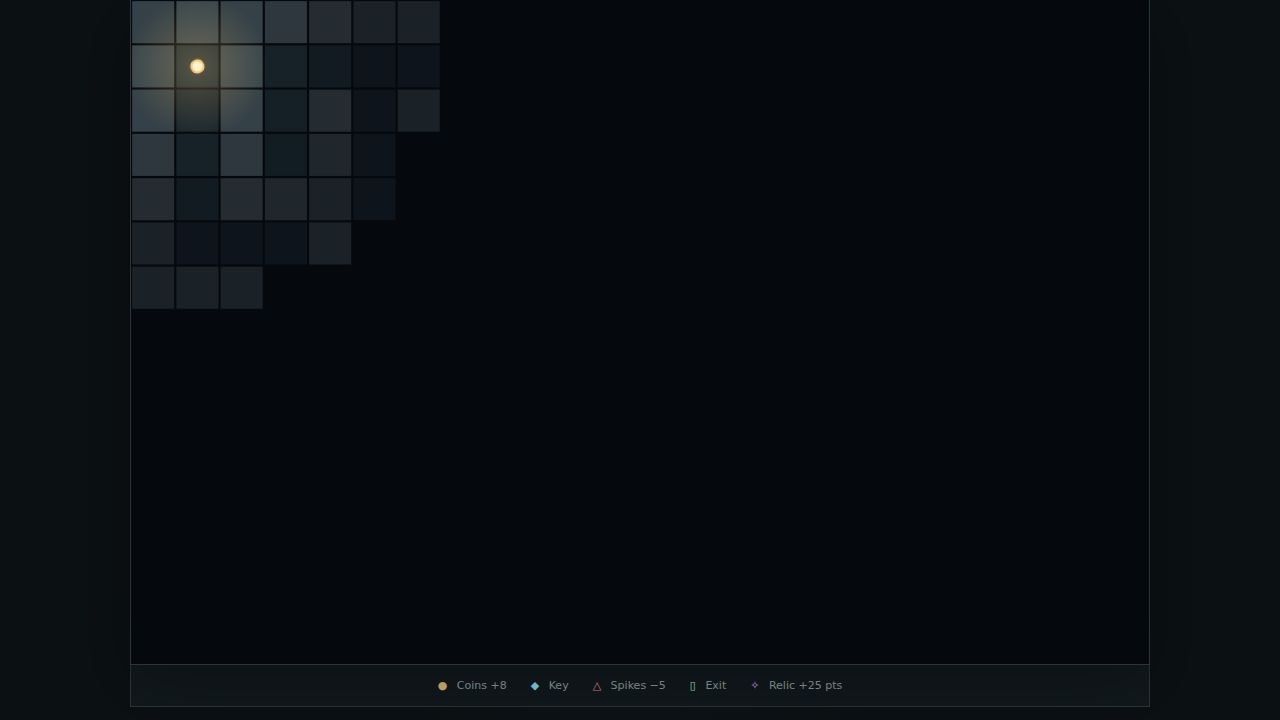 ● Coins +8 ◆ Key △ Spikes −5 ▯ Exit ✧ Relic +25 pts